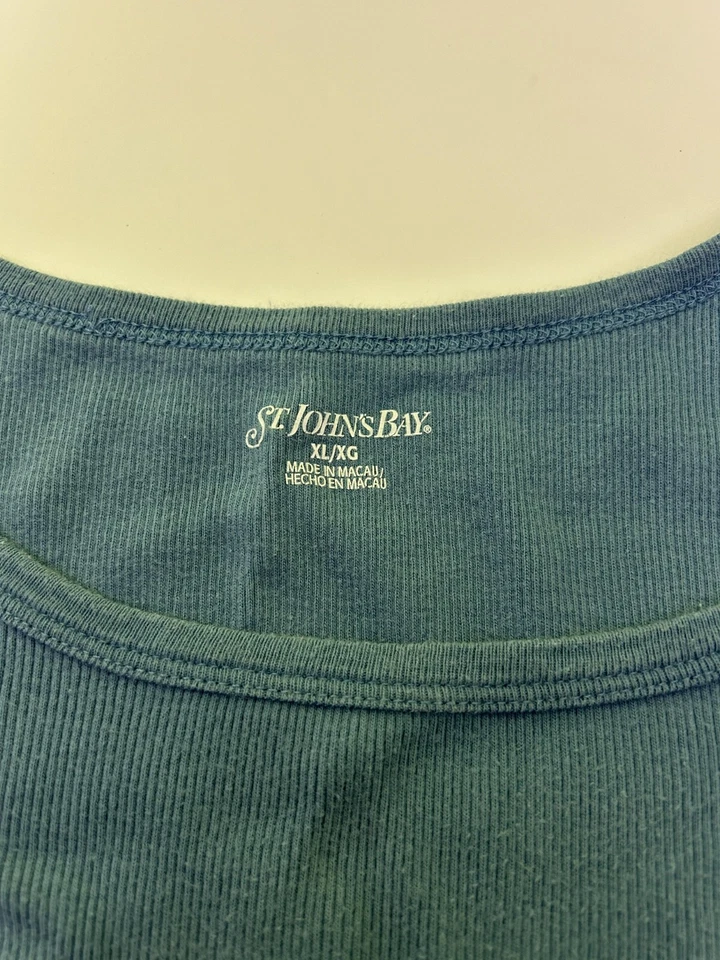 ST. JOHN'S BAY®
XL/XG
MADE IN MACAU/
HECHO EN MACAU